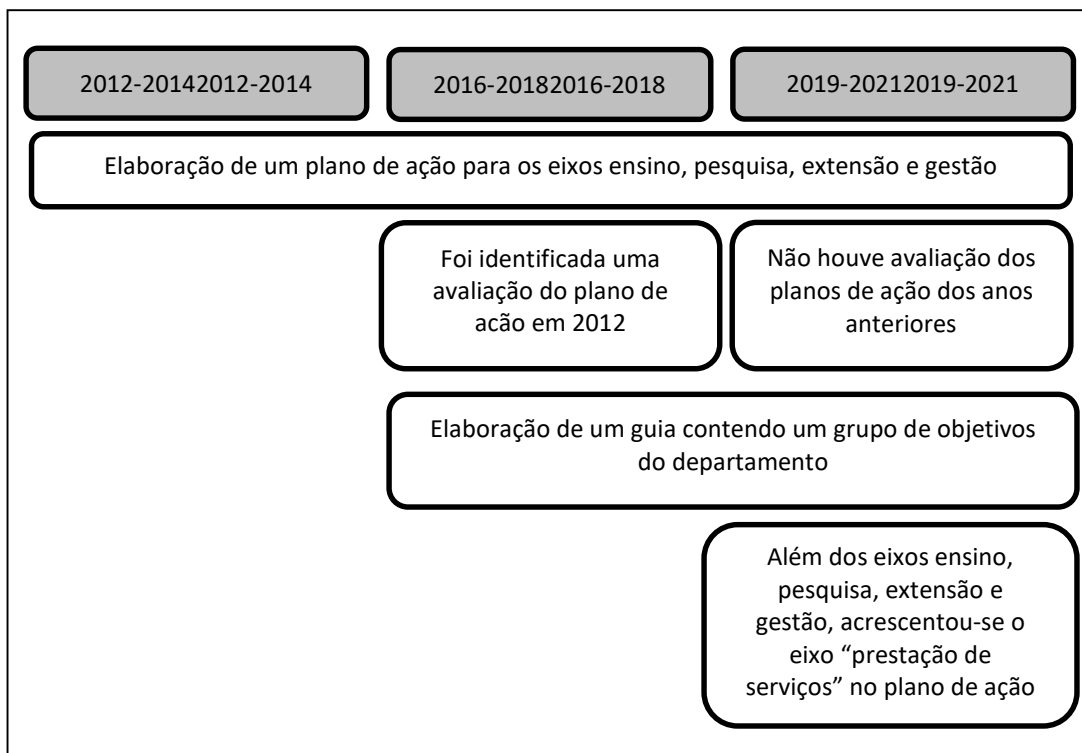 2012-20142012-2014
2016-20182016-2018
2019-20212019-2021
Elaboração de um plano de ação para os eixos ensino, pesquisa, extensão e gestão
Foi identificada uma
avaliação do plano de
acão em 2012
Não houve avaliação dos
planos de ação dos anos
anteriores
Elaboração de um guia contendo um grupo de objetivos
do departamento
Além dos eixos ensino,
pesquisa, extensão e
gestão, acrescentou-se o
eixo “prestação de
serviços” no plano de ação